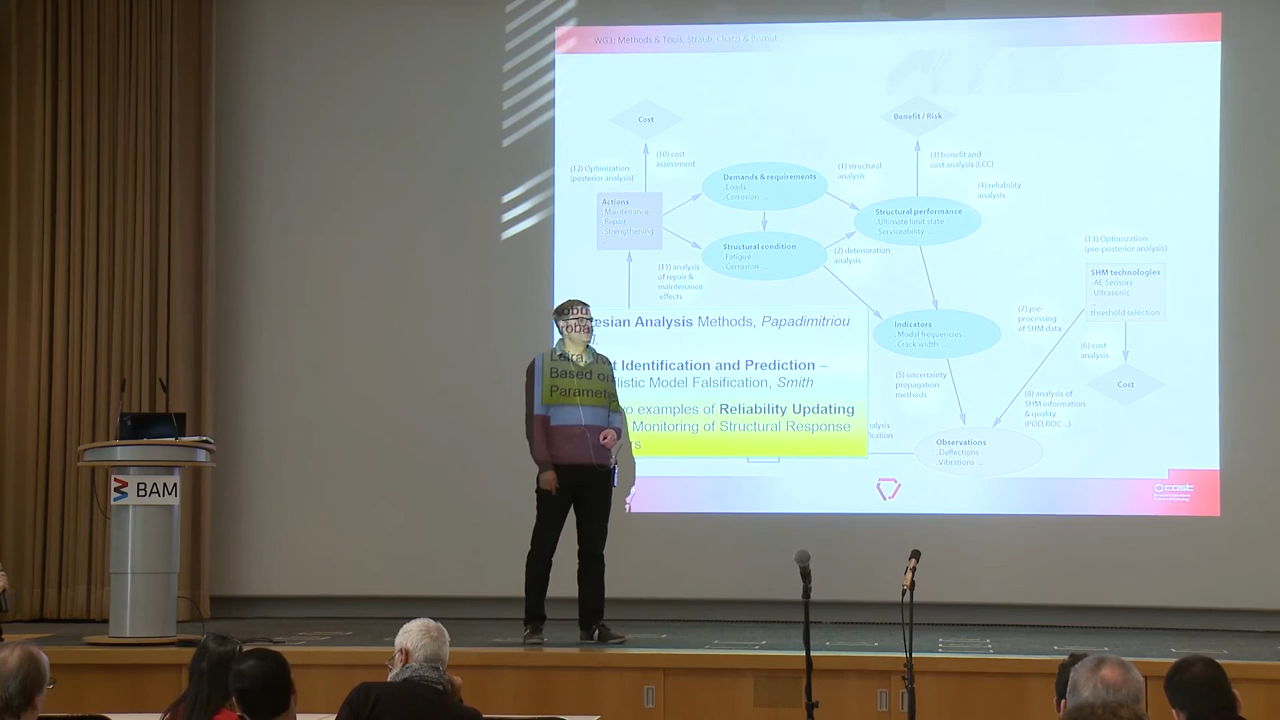 WG3: Methods & Tools, Straub, Chatzi & Bismut
Cost
Benefit / Risk
(12) Optimization
(posterior analysis)
(10) cost
assessment
Demands & requirements
. Loads
. Corrosion ...
(1) structural
analysis
(3) benefit and
cost analysis (LCC)
(4) reliability
analysis
Actions
. Maintenance
. Repair
. Strengthening
...
Structural performance
. Ultimate limit state
. Serviceability ...
Structural condition
. Fatigue
. Corrosion ...
(2) deterioration
analysis
(11) analysis
of repair &
maintenance
effects
(13) Optimization
(pre-posterior analysis)
SHM technologies
. AE Sensors
. Ultrasonic
...
threshold selection
(7) pre-
processing
of SHM data
Indicators
. Modal frequencies
. Crack width ...
(6) cost
analysis
Cost
(5) uncertainty
propagation
methods
(8) analysis of
SHM information
& quality
(POD, ROC ...)
Observations
. Deflections
. Vibrations ...
esian Analysis Methods, Papadimitriou
t Identification and Prediction –
listic Model Falsification, Smith
o examples of Reliability Updating
Based on Monitoring of Structural Response
Parameters
cost
BAM